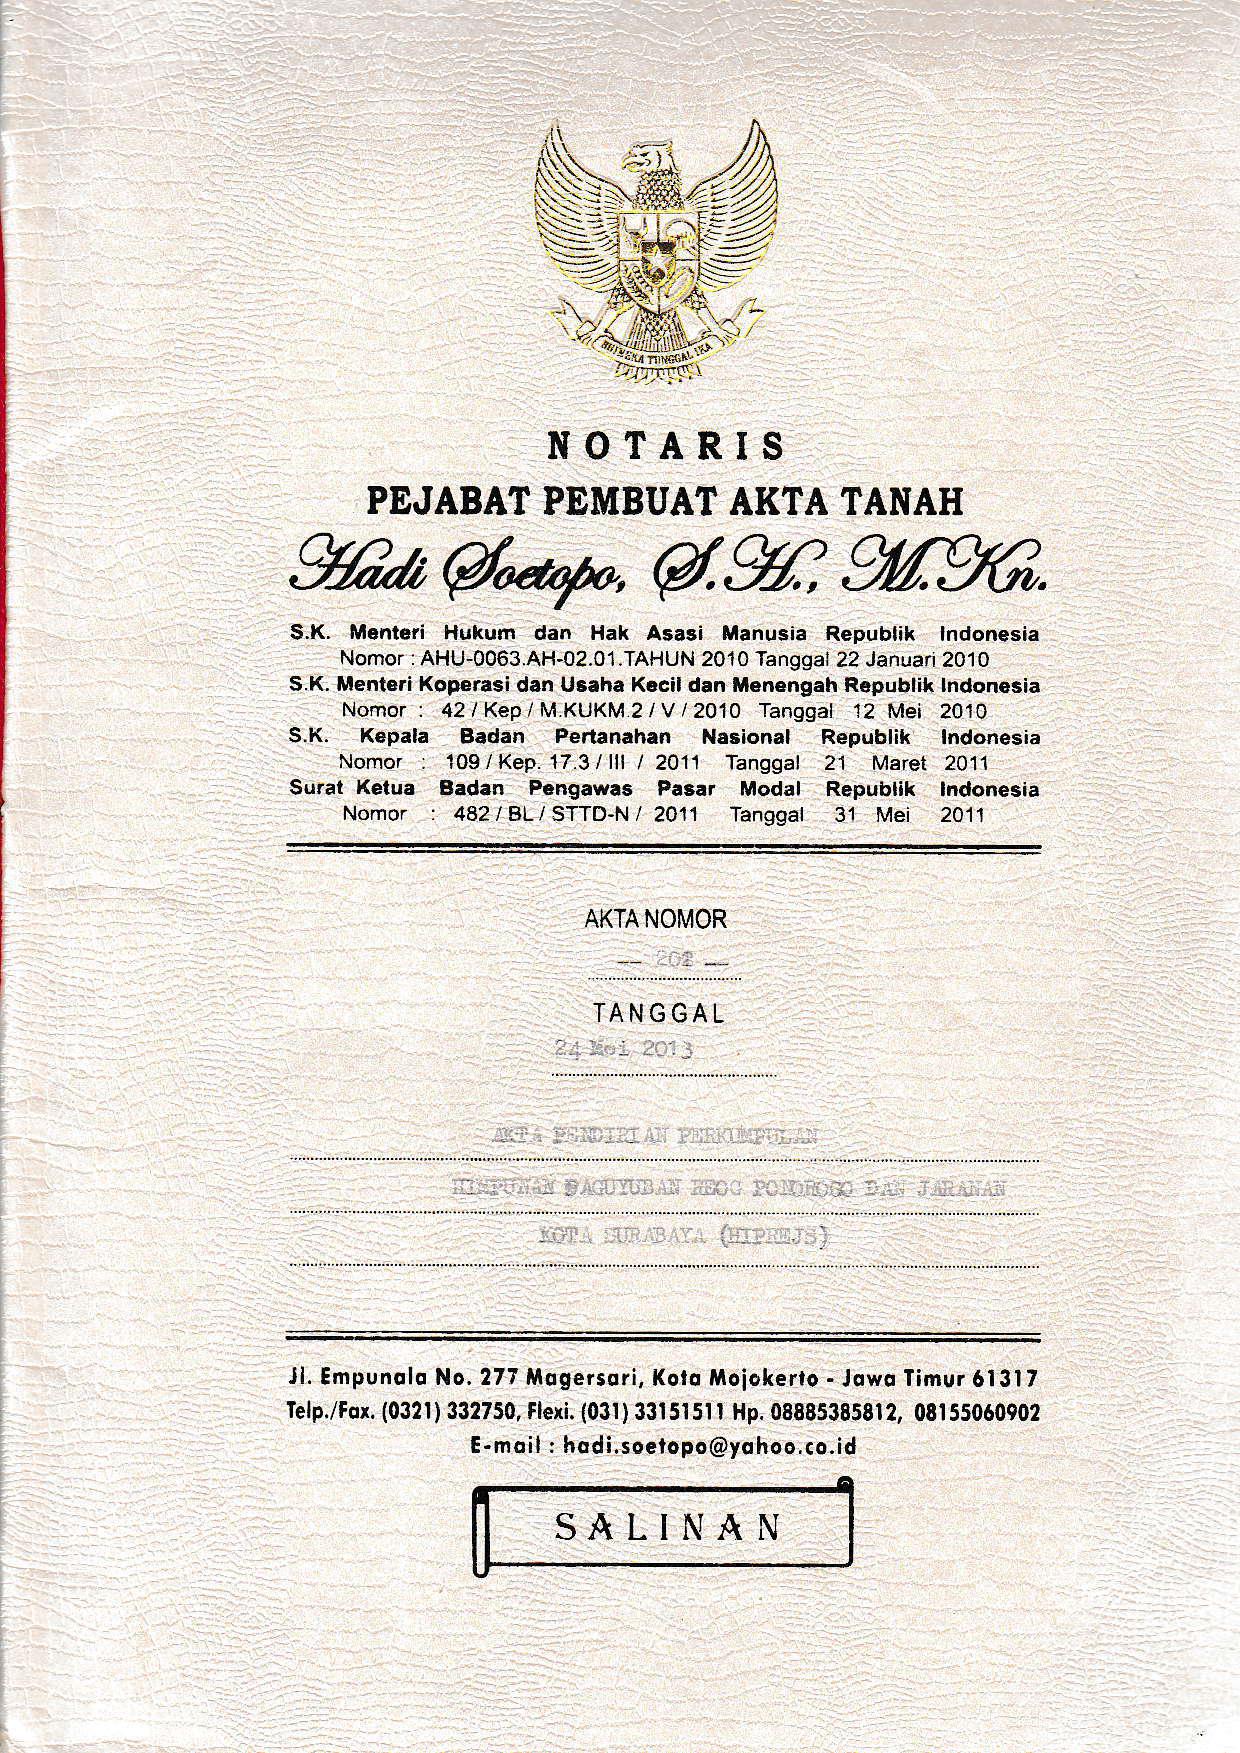 BHINNEKA TUNGGAL IKA
NOTARIS
PEJABAT PEMBUAT AKTA TANAH
Hadi Soetopo, S.H., M.Kn.
S.K. Menteri Hukum dan Hak Asasi Manusia Republik Indonesia
Nomor : AHU-0063.AH-02.01.TAHUN 2010 Tanggal 22 Januari 2010
S.K. Menteri Koperasi dan Usaha Kecil dan Menengah Republik Indonesia
Nomor : 42 / Kep / M.KUKM.2 / V / 2010 Tanggal 12 Mei 2010
S.K. Kepala Badan Pertanahan Nasional Republik Indonesia
Nomor : 109 / Kep. 17.3 / III / 2011 Tanggal 21 Maret 2011
Surat Ketua Badan Pengawas Pasar Modal Republik Indonesia
Nomor : 482 / BL / STTD-N / 2011 Tanggal 31 Mei 2011
AKTA NOMOR
TANGGAL
24 Mei 2013
AKTA PENDIRIAN PERKUMPULAN
HIMPUNAN PAGUYUBAN REOG PONOROGO DAN JARANAN
KOTA SURABAYA (HIPREJS)
Jl. Empunala No. 277 Magersari, Kota Mojokerto - Jawa Timur 61317
Telp./Fax. (0321) 332750, Flexi. (031) 33151511 Hp. 08885385812, 08155060902
E-mail : hadi.soetopo@yahoo.co.id
SALINAN